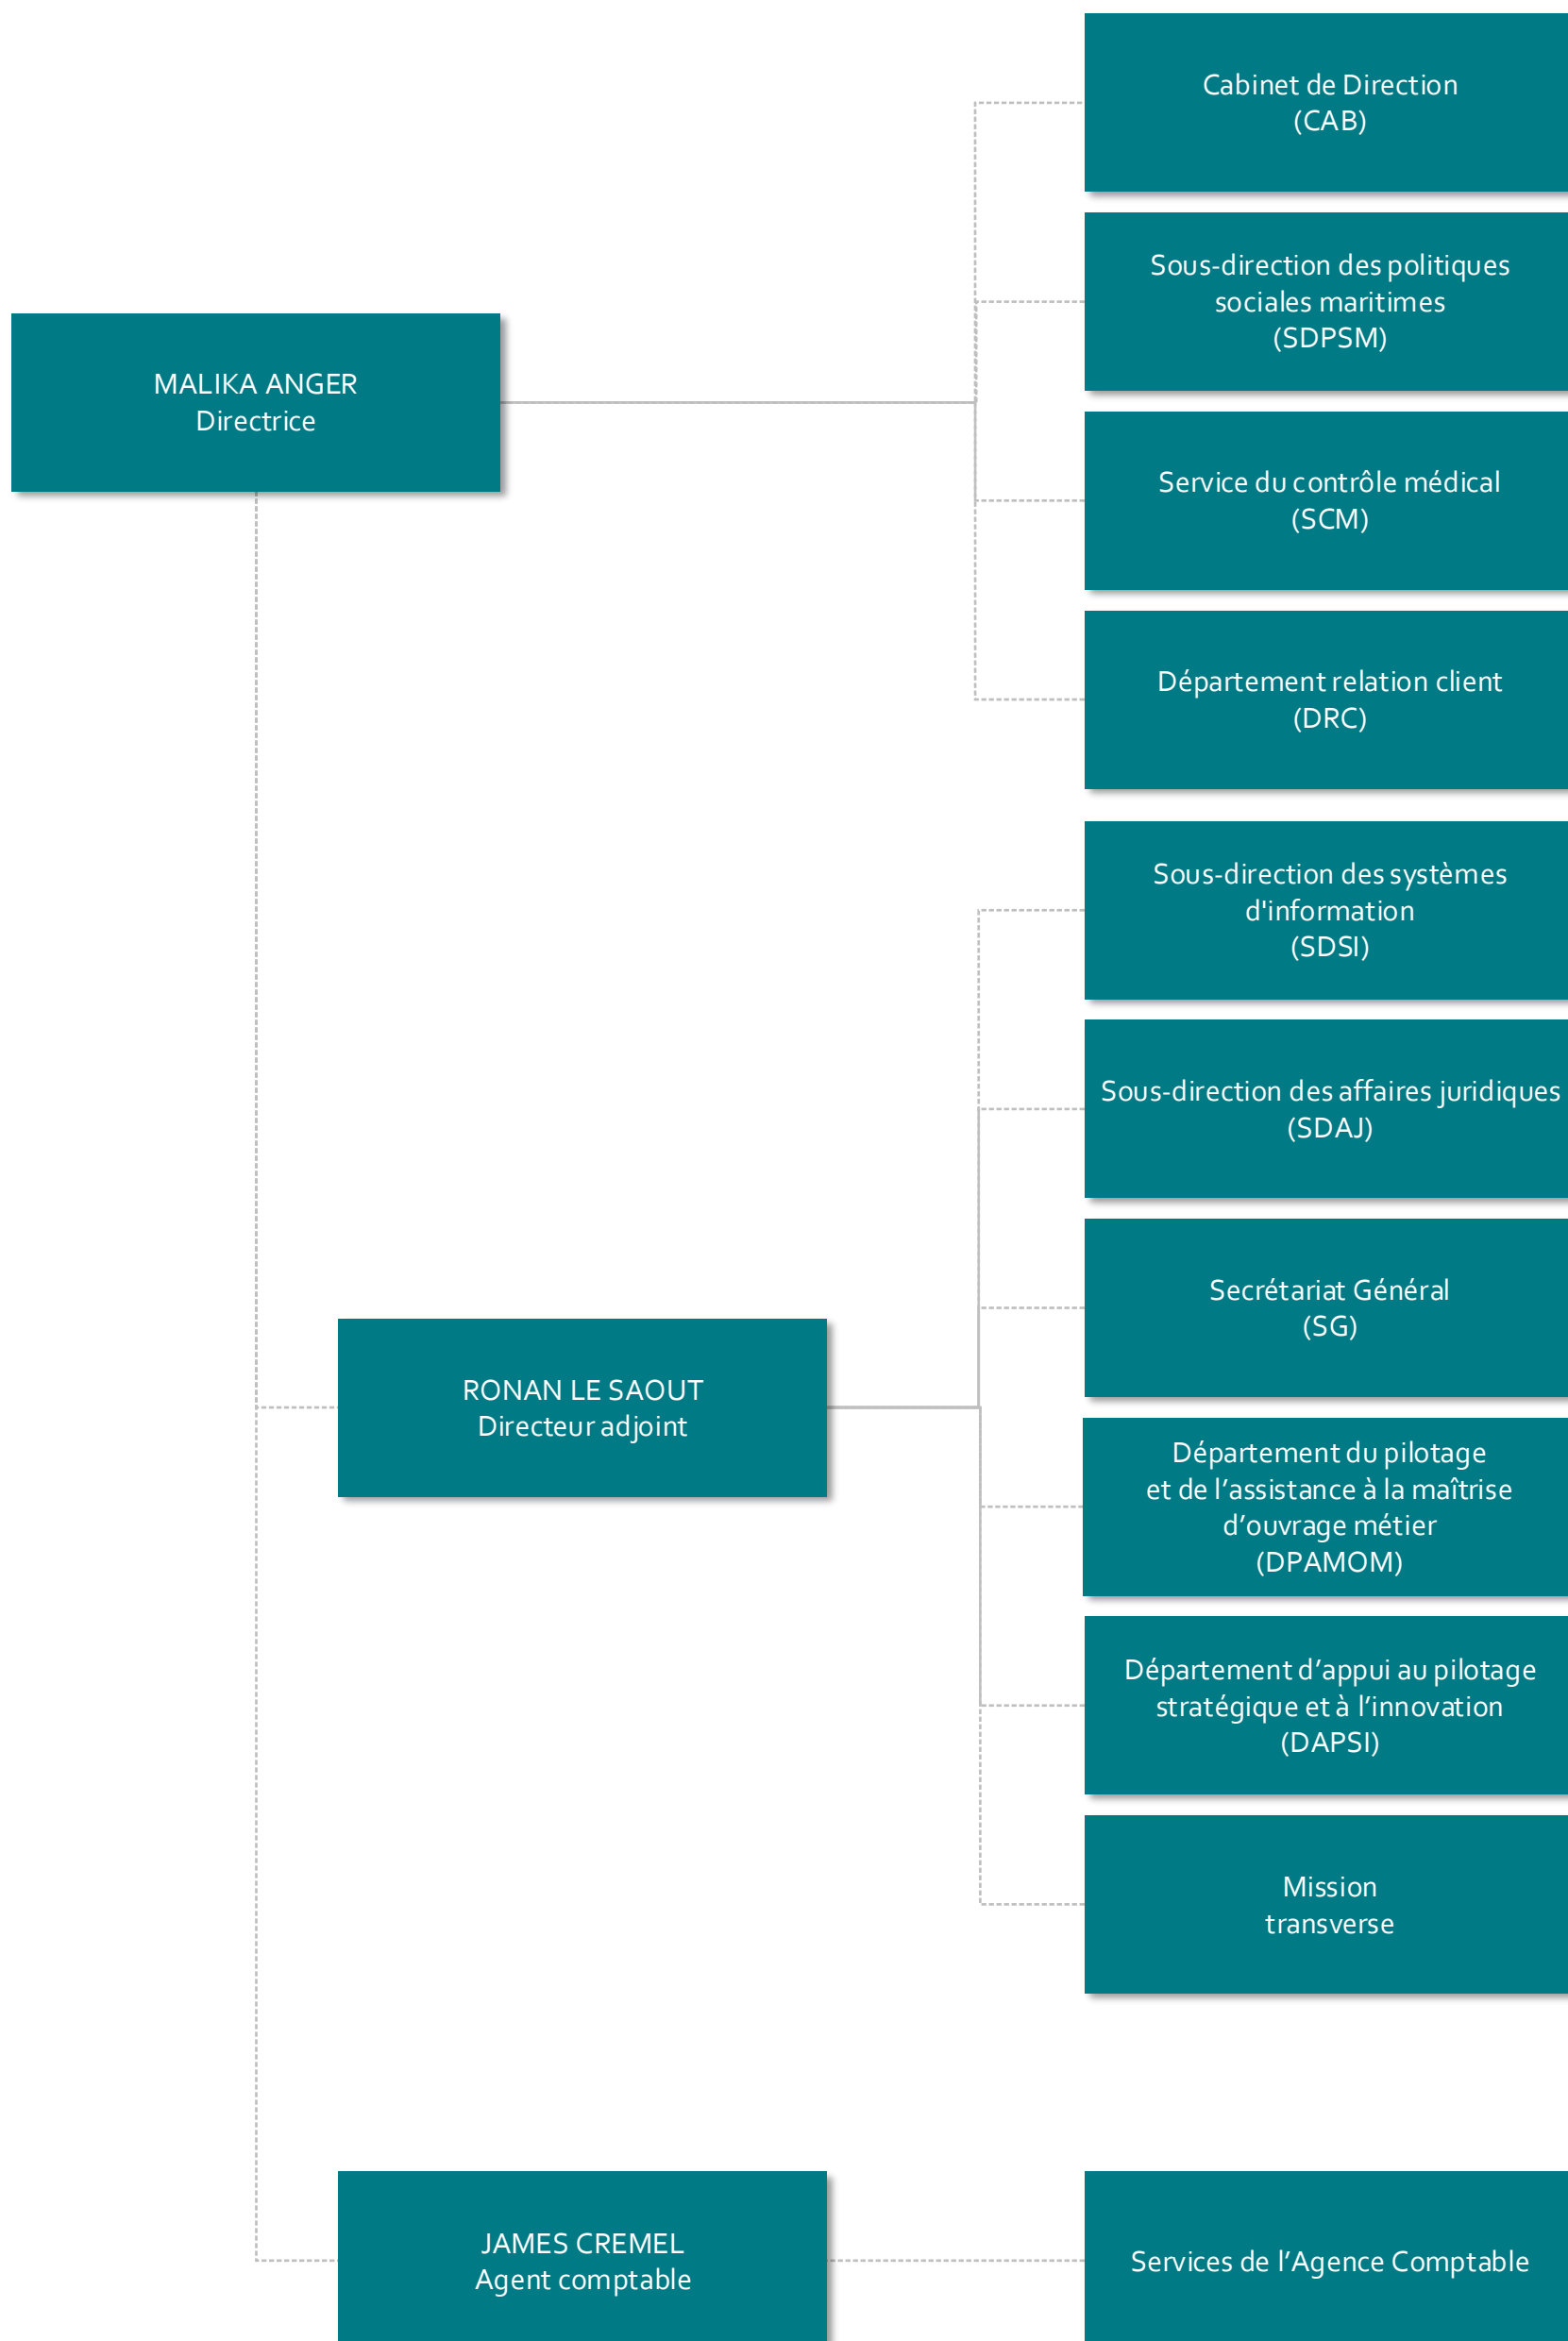 Cabinet de Direction
(CAB)
Sous-direction des politiques
sociales maritimes
(SDPSM)
MALIKA ANGER
Directrice
Service du contrôle médical
(SCM)
Département relation client
(DRC)
Sous-direction des systèmes
d'information
(SDSI)
Sous-direction des affaires juridiques
(SDAJ)
Secrétariat Général
(SG)
RONAN LE SAOUT
Directeur adjoint
Département du pilotage
et de l’assistance à la maîtrise
d’ouvrage métier
(DPAMOM)
Département d’appui au pilotage
stratégique et à l’innovation
(DAPSI)
Mission
transverse
JAMES CREMEL
Agent comptable
Services de l’Agence Comptable